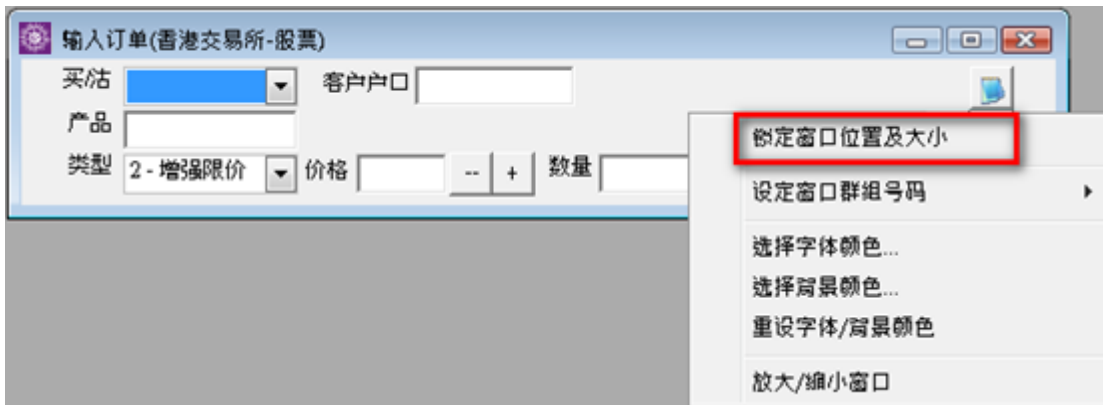 输入订单(香港交易所-股票)
买/沽 客户户口
产品
类型 2 - 增强限价 价格 -- + 数量
锁定窗口位置及大小
设定窗口群组号码
选择字体颜色...
选择背景颜色...
重设字体/背景颜色
放大/缩小窗口